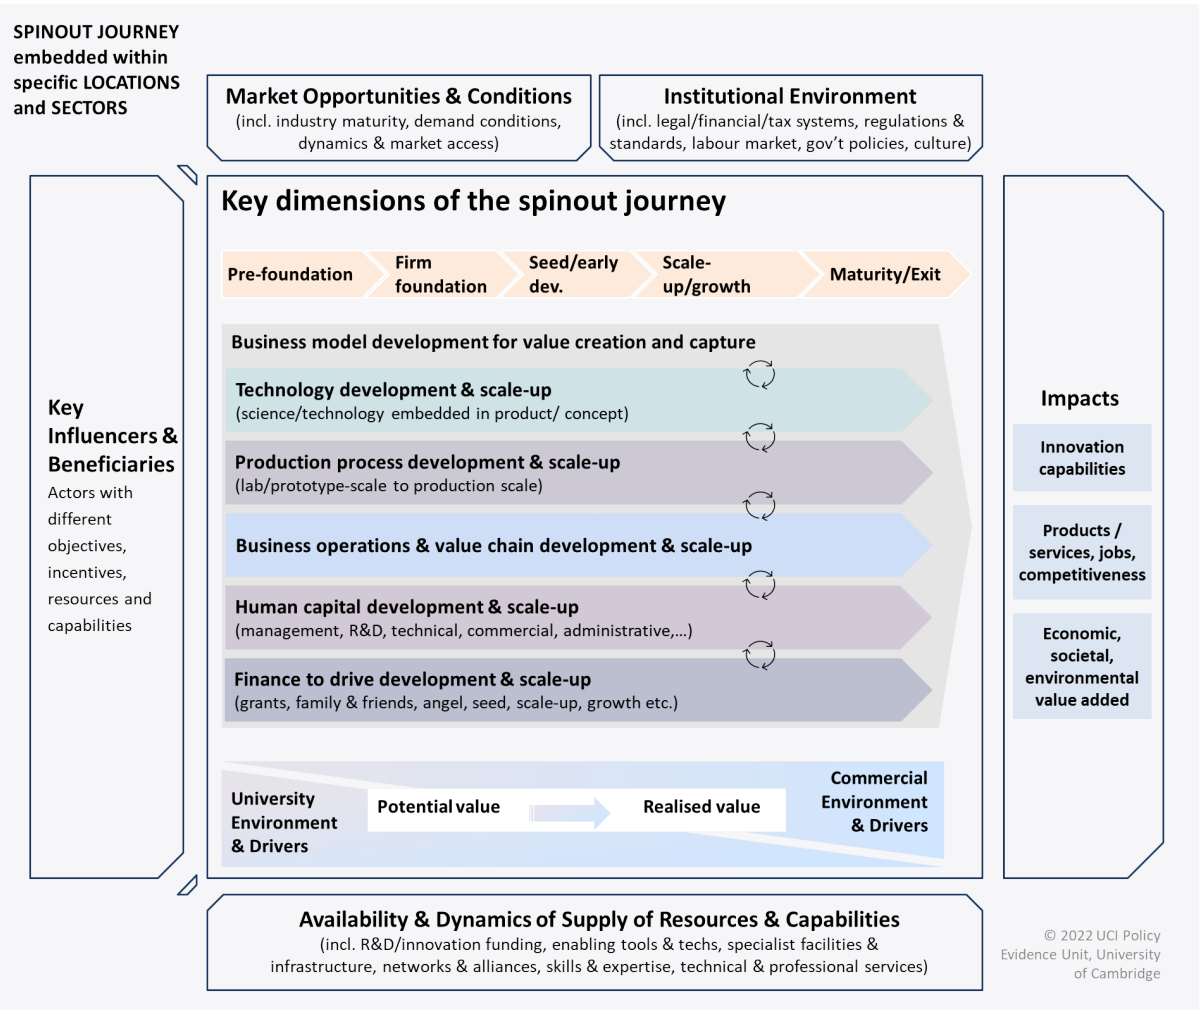 SPINOUT JOURNEY
embedded within
specific LOCATIONS
and SECTORS
Market Opportunities & Conditions
(incl. industry maturity, demand conditions,
dynamics & market access)
Institutional Environment
(incl. legal/financial/tax systems, regulations &
standards, labour market, gov't policies, culture)
Key
Influencers &
Beneficiaries
Actors with
different
objectives,
incentives,
resources and
capabilities
Key dimensions of the spinout journey
Pre-foundation
Firm
foundation
Seed/early
dev.
Scale-
up/growth
Maturity/Exit
Business model development for value creation and capture
Technology development & scale-up
(science/technology embedded in product/ concept)
Production process development & scale-up
(lab/prototype-scale to production scale)
Business operations & value chain development & scale-up
Human capital development & scale-up
(management, R&D, technical, commercial, administrative,...)
Finance to drive development & scale-up
(grants, family & friends, angel, seed, scale-up, growth etc.)
University
Environment
& Drivers
Potential value
Realised value
Commercial
Environment
& Drivers
Impacts
Innovation
capabilities
Products /
services, jobs,
competitiveness
Economic,
societal,
environmental
value added
Availability & Dynamics of Supply of Resources & Capabilities
(incl. R&D/innovation funding, enabling tools & techs, specialist facilities &
infrastructure, networks & alliances, skills & expertise, technical & professional services)
© 2022 UCI Policy
Evidence Unit, University
of Cambridge